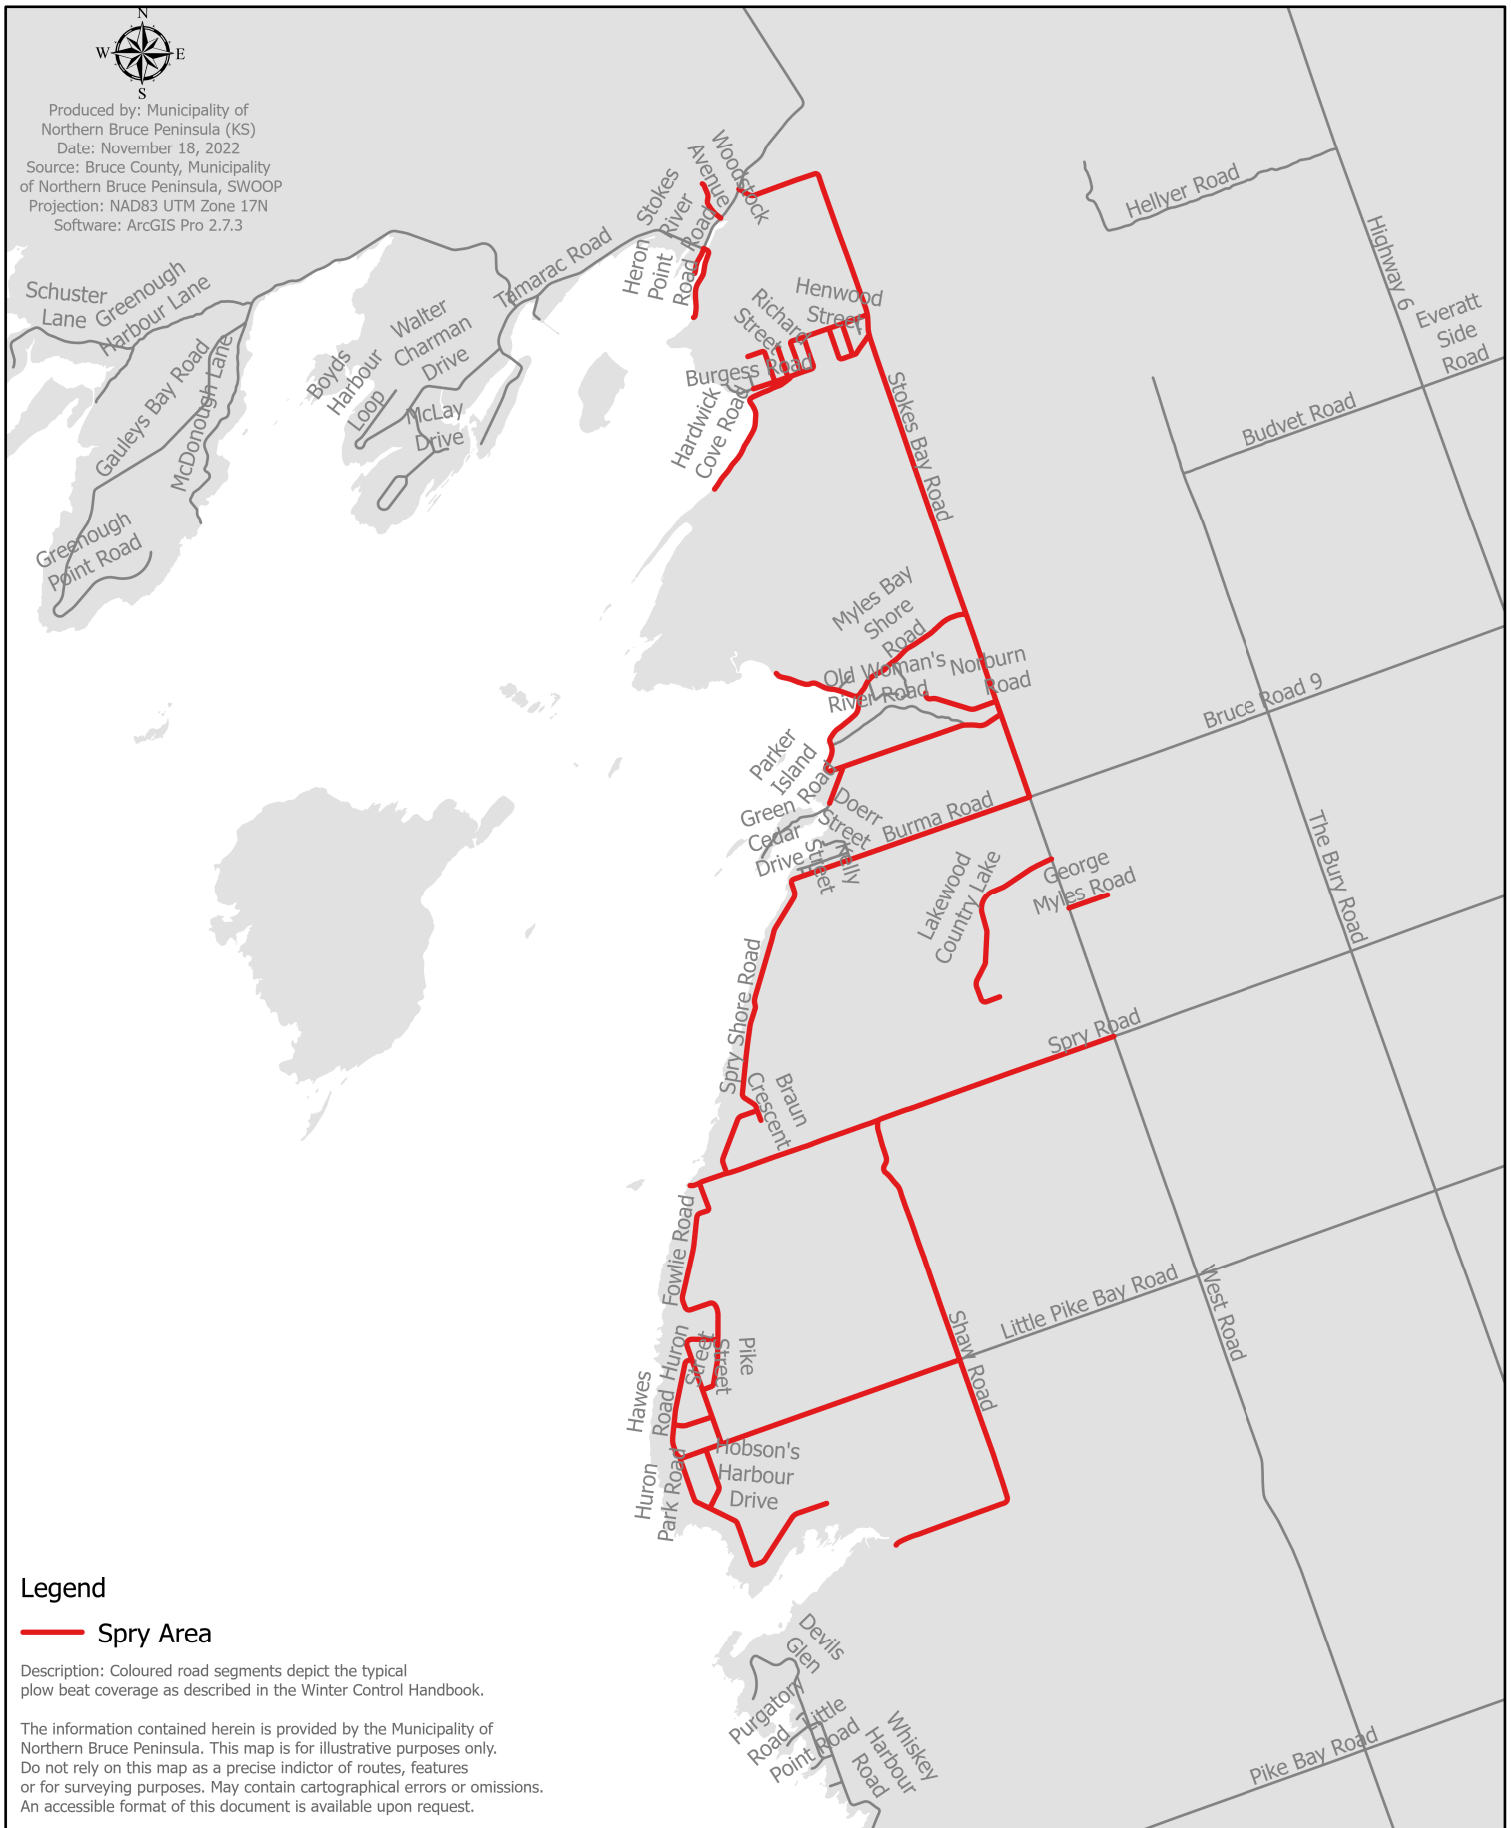 N
W
E
S
Produced by: Municipality of
Northern Bruce Peninsula (KS)
Date: November 18, 2022
Source: Bruce County, Municipality
of Northern Bruce Peninsula, SWOOP
Projection: NAD83 UTM Zone 17N
Software: ArcGIS Pro 2.7.3
Woodstock
Avenue
Stokes
River
Road
Heron
Point
Road
Hellyer Road
Highway 6
Everatt
Side
Road
Budvet Road
Tamarac Road
Schuster
Lane
Greenough
Harbour Lane
Gauleys Bay Road
McDonough Lane
Greenough
Point Road
Boyds
Harbour
Loop
Walter
Charman
Drive
McLay
Drive
Henwood
Street
Richard
Street
Burgess Road
Hardwick
Cove Road
Stokes Bay Road
Myles Bay
Shore
Road
Old Woman's
River Road
Norburn
Road
Bruce Road 9
Parker
Island
Road
Green
Cedar
Drive
Doerr
Street
Kelly
Street
Burma Road
The Bury Road
Lakewood
Country Lake
George
Myles Road
Spry Shore Road
Spry Road
Braun
Crescent
Fowlie Road
Little Pike Bay Road
West Road
Shaw Road
Huron
Street
Pike
Street
Hawes
Road
Hobson's
Harbour
Drive
Huron
Park Road
Devils
Glen
Purgatory
Road
Little
Point Road
Whiskey
Harbour
Road
Pike Bay Road
Legend
Spry Area
Description: Coloured road segments depict the typical
plow beat coverage as described in the Winter Control Handbook.
The information contained herein is provided by the Municipality of
Northern Bruce Peninsula. This map is for illustrative purposes only.
Do not rely on this map as a precise indictor of routes, features
or for surveying purposes. May contain cartographical errors or omissions.
An accessible format of this document is available upon request.